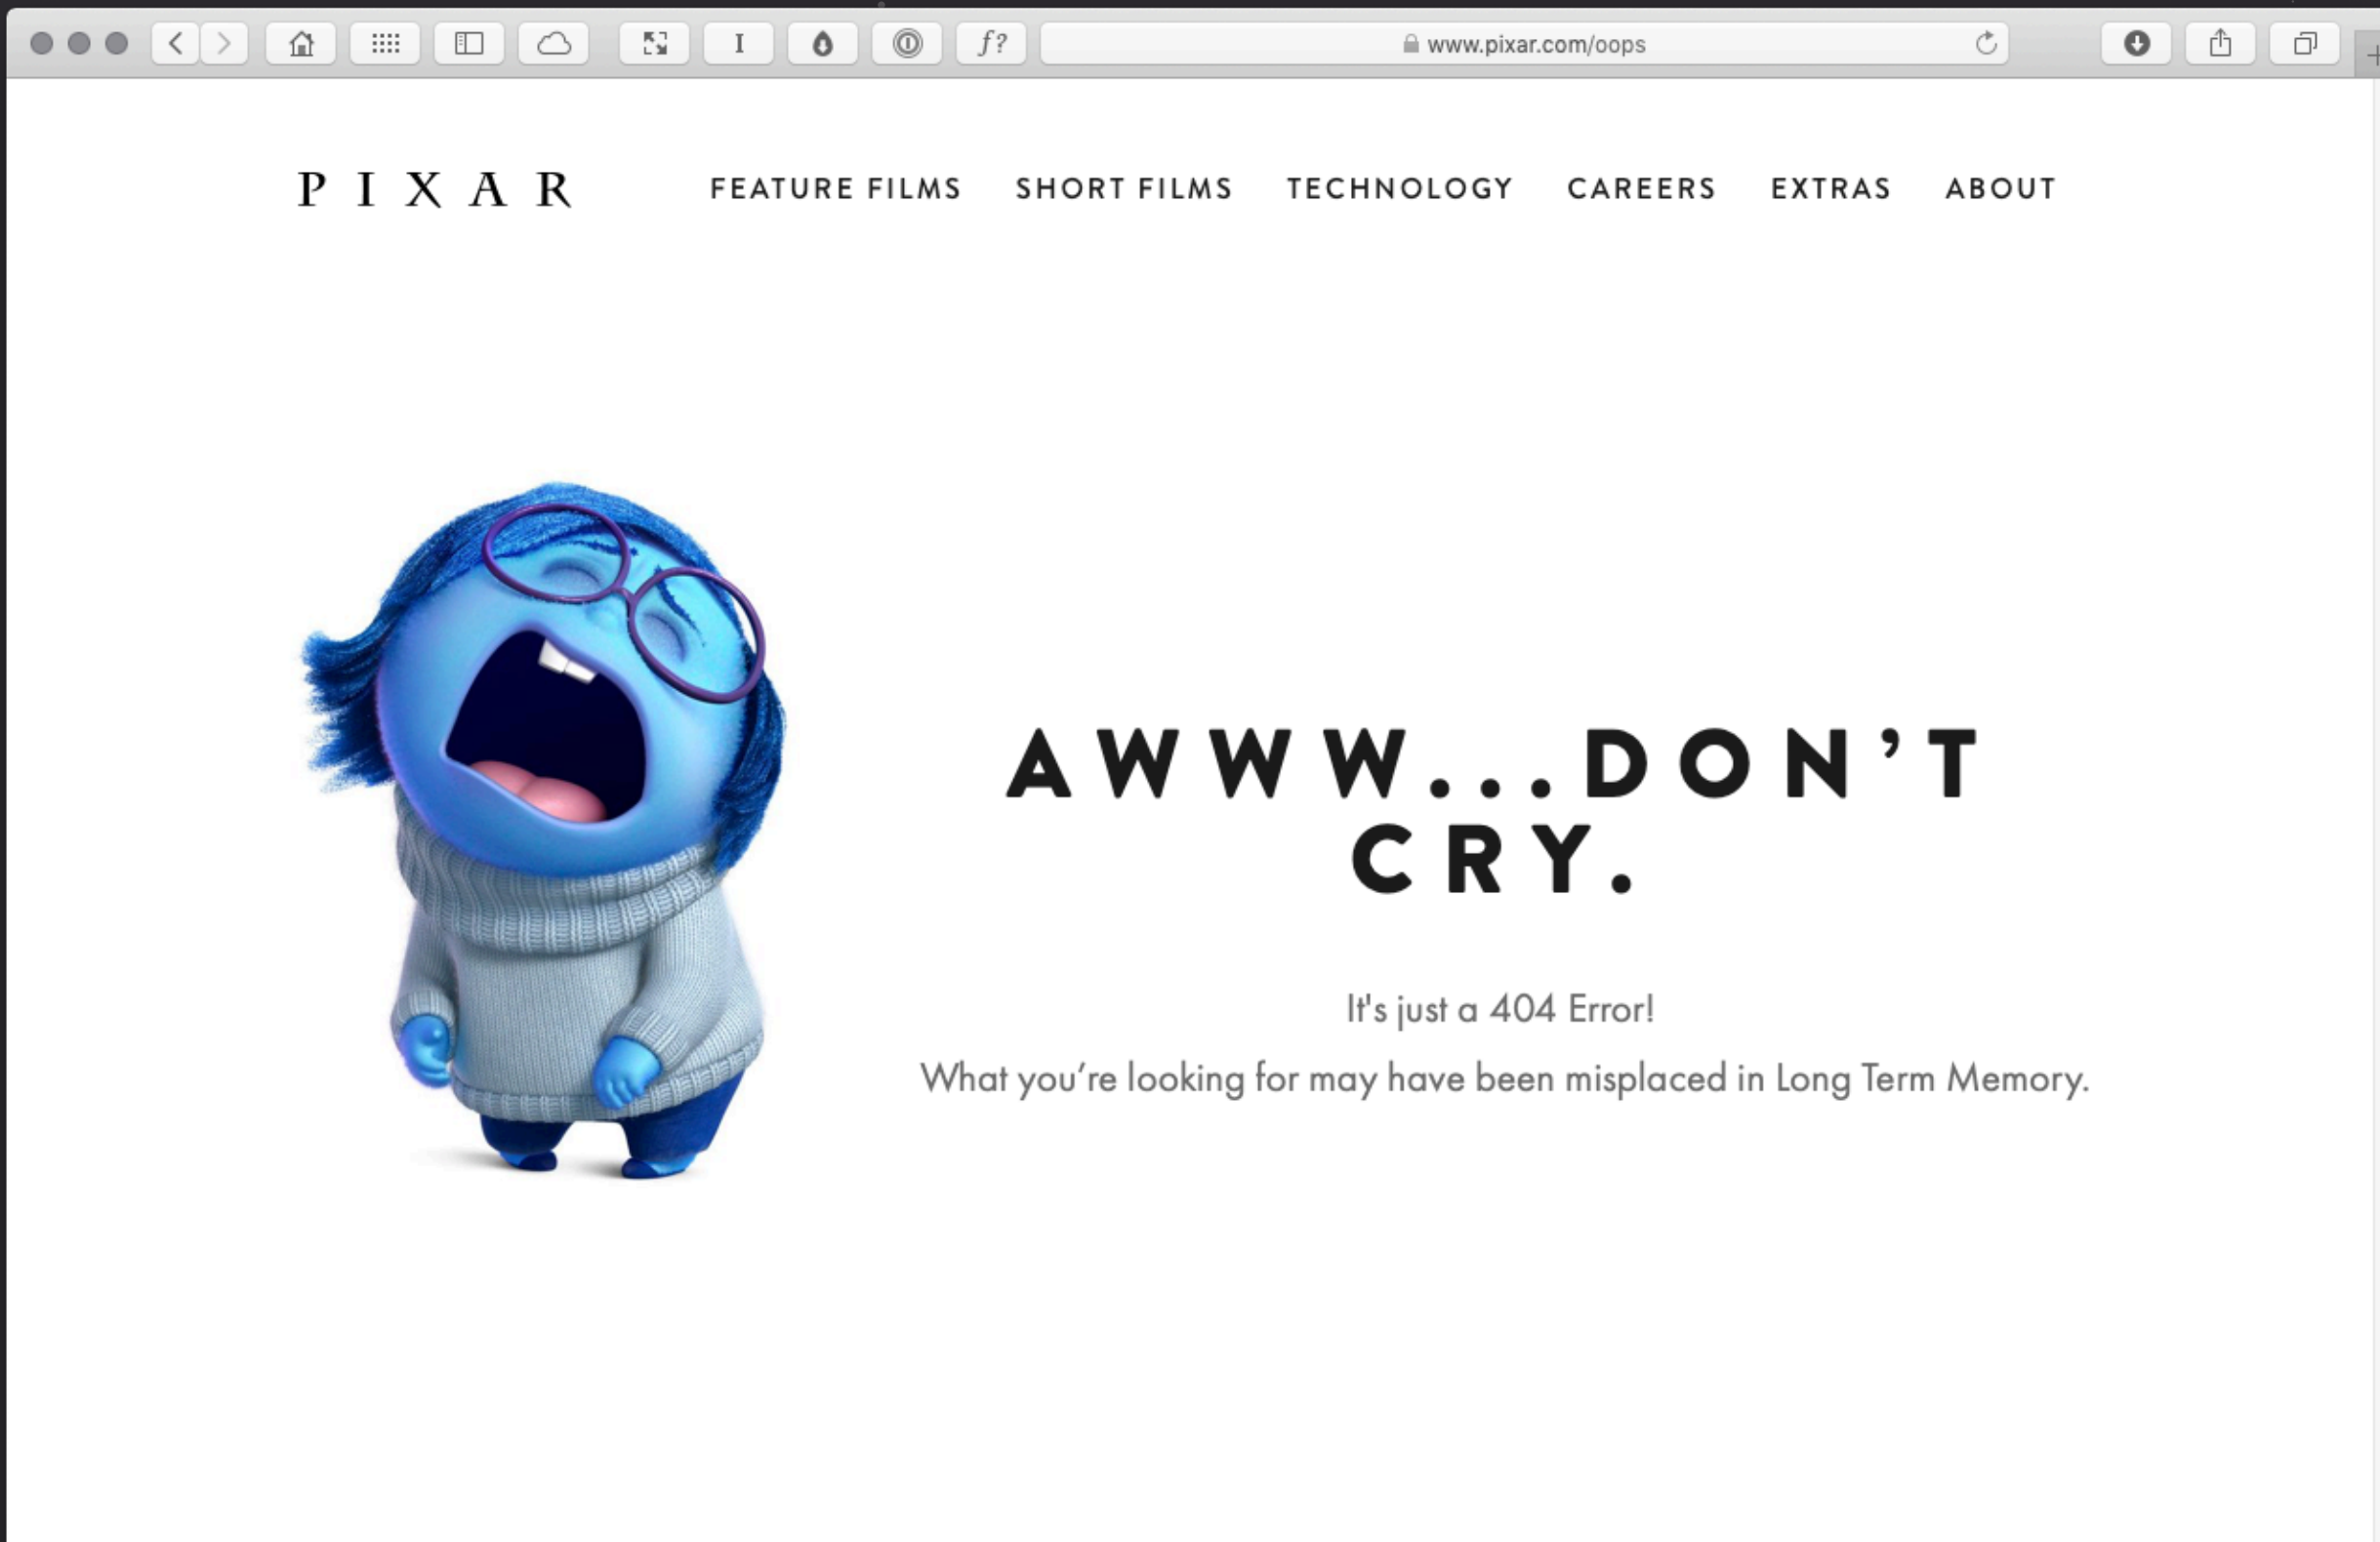 I
ƒ?
www.pixar.com/oops
PIXAR
FEATURE FILMS SHORT FILMS TECHNOLOGY CAREERS EXTRAS ABOUT
AWWW...DON’T
CRY.
It's just a 404 Error!
What you’re looking for may have been misplaced in Long Term Memory.